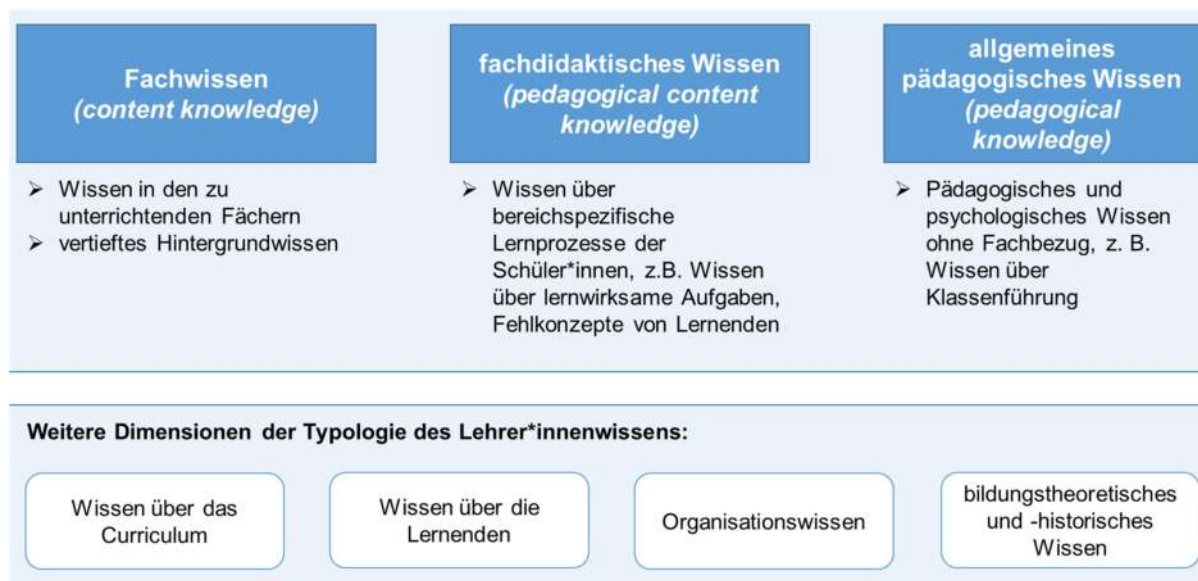 Fachwissen
(content knowledge)
➢ Wissen in den zu
unterrichtenden Fächern
➢ vertieftes Hintergrundwissen
fachdidaktisches Wissen
(pedagogical content
knowledge)
➢ Wissen über
bereichspezifische
Lernprozesse der
Schüler*innen, z.B. Wissen
über lernwirksame Aufgaben,
Fehlkonzepte von Lernenden
allgemeines
pädagogisches Wissen
(pedagogical
knowledge)
➢ Pädagogisches und
psychologisches Wissen
ohne Fachbezug, z. B.
Wissen über
Klassenführung
Weitere Dimensionen der Typologie des Lehrer*innenwissens:
Wissen über das
Curriculum
Wissen über die
Lernenden
Organisationswissen
bildungstheoretisches
und -historisches
Wissen